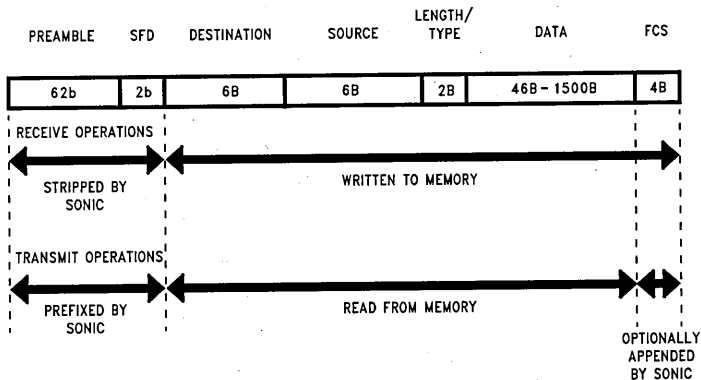 PREAMBLE SFD DESTINATION SOURCE LENGTH/
TYPE DATA FCS
62b 2b 6B 6B 2B 46B-1500B 4B
RECEIVE OPERATIONS
STRIPPED BY
SONIC
WRITTEN TO MEMORY
TRANSMIT OPERATIONS
PREFIXED BY
SONIC
READ FROM MEMORY
OPTIONALLY
APPENDED
BY SONIC